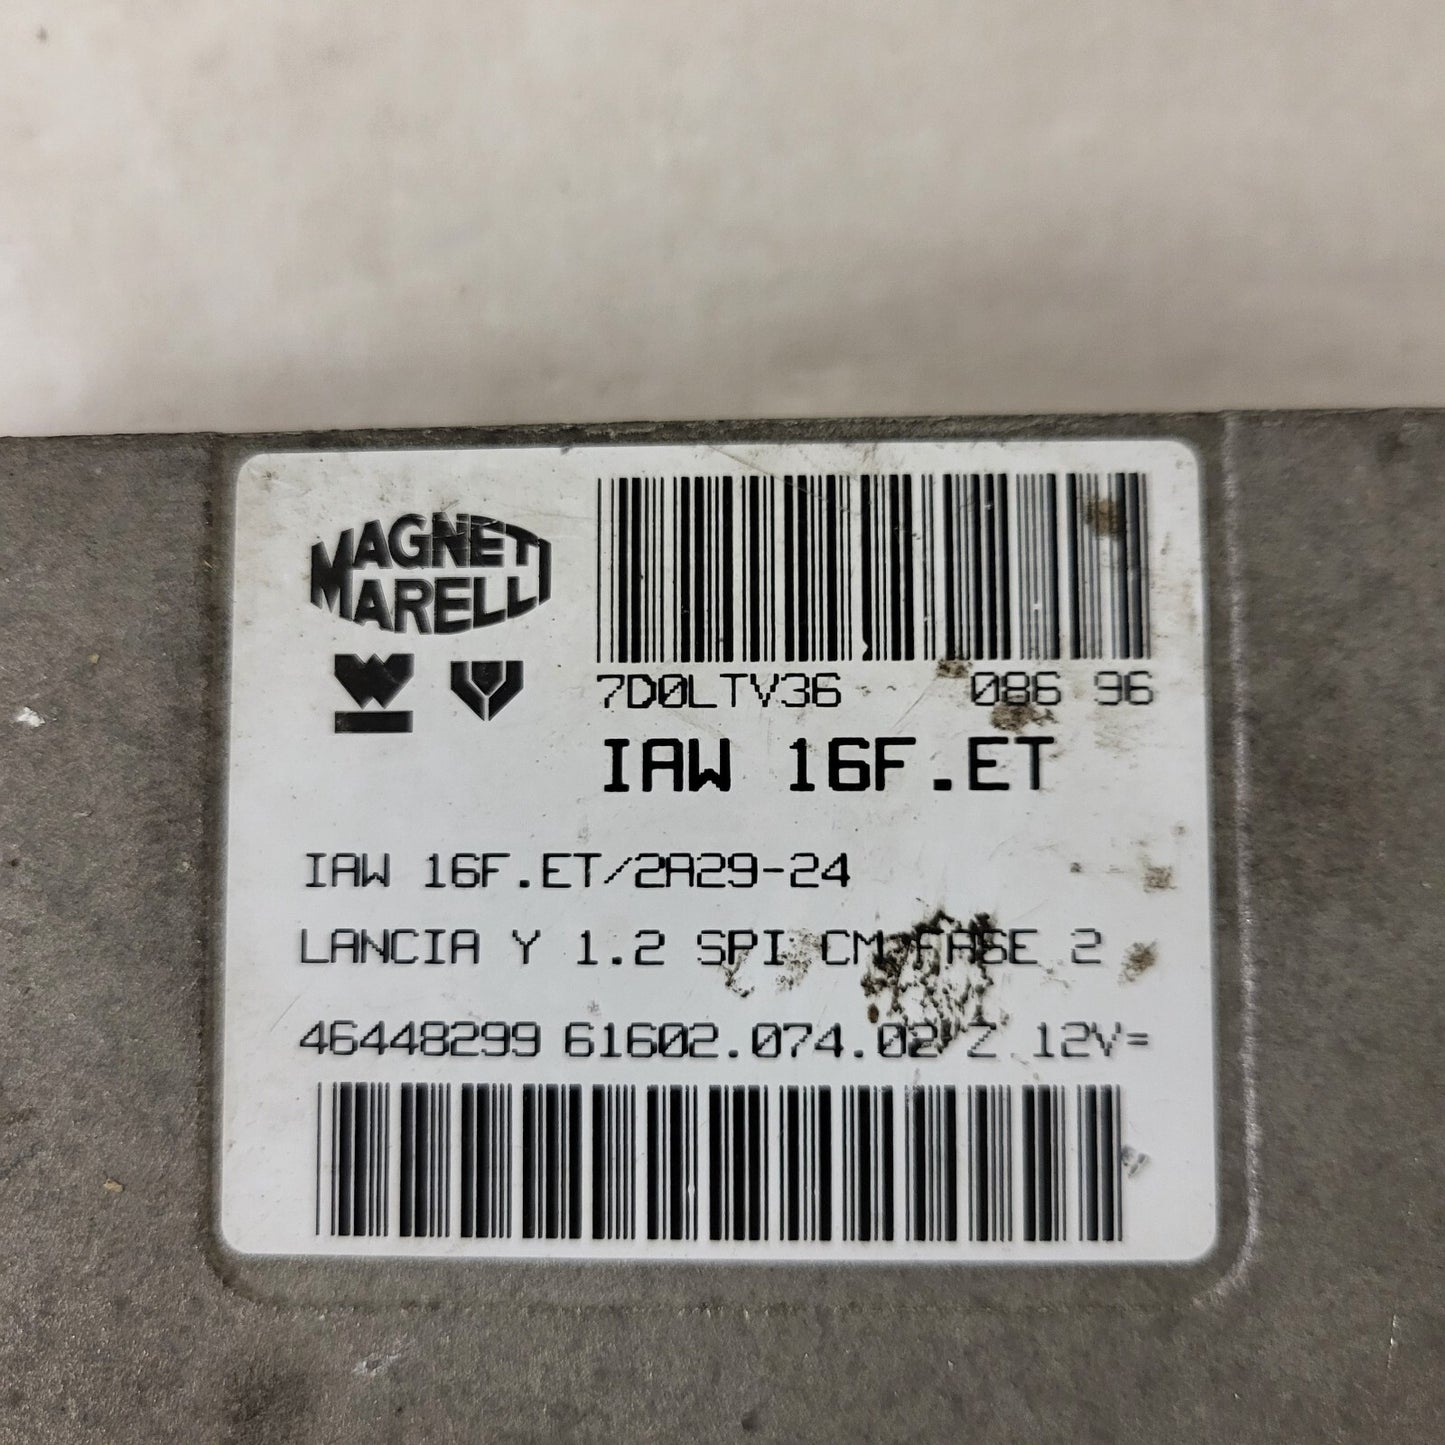 MAGNETI
MARELLI
7D0LTV36 086 96
IAW 16F.ET
IAW 16F.ET/2A29-24
LANCIA Y 1.2 SPI CM FASE 2
46448299 61602.074.02 Z 12V=